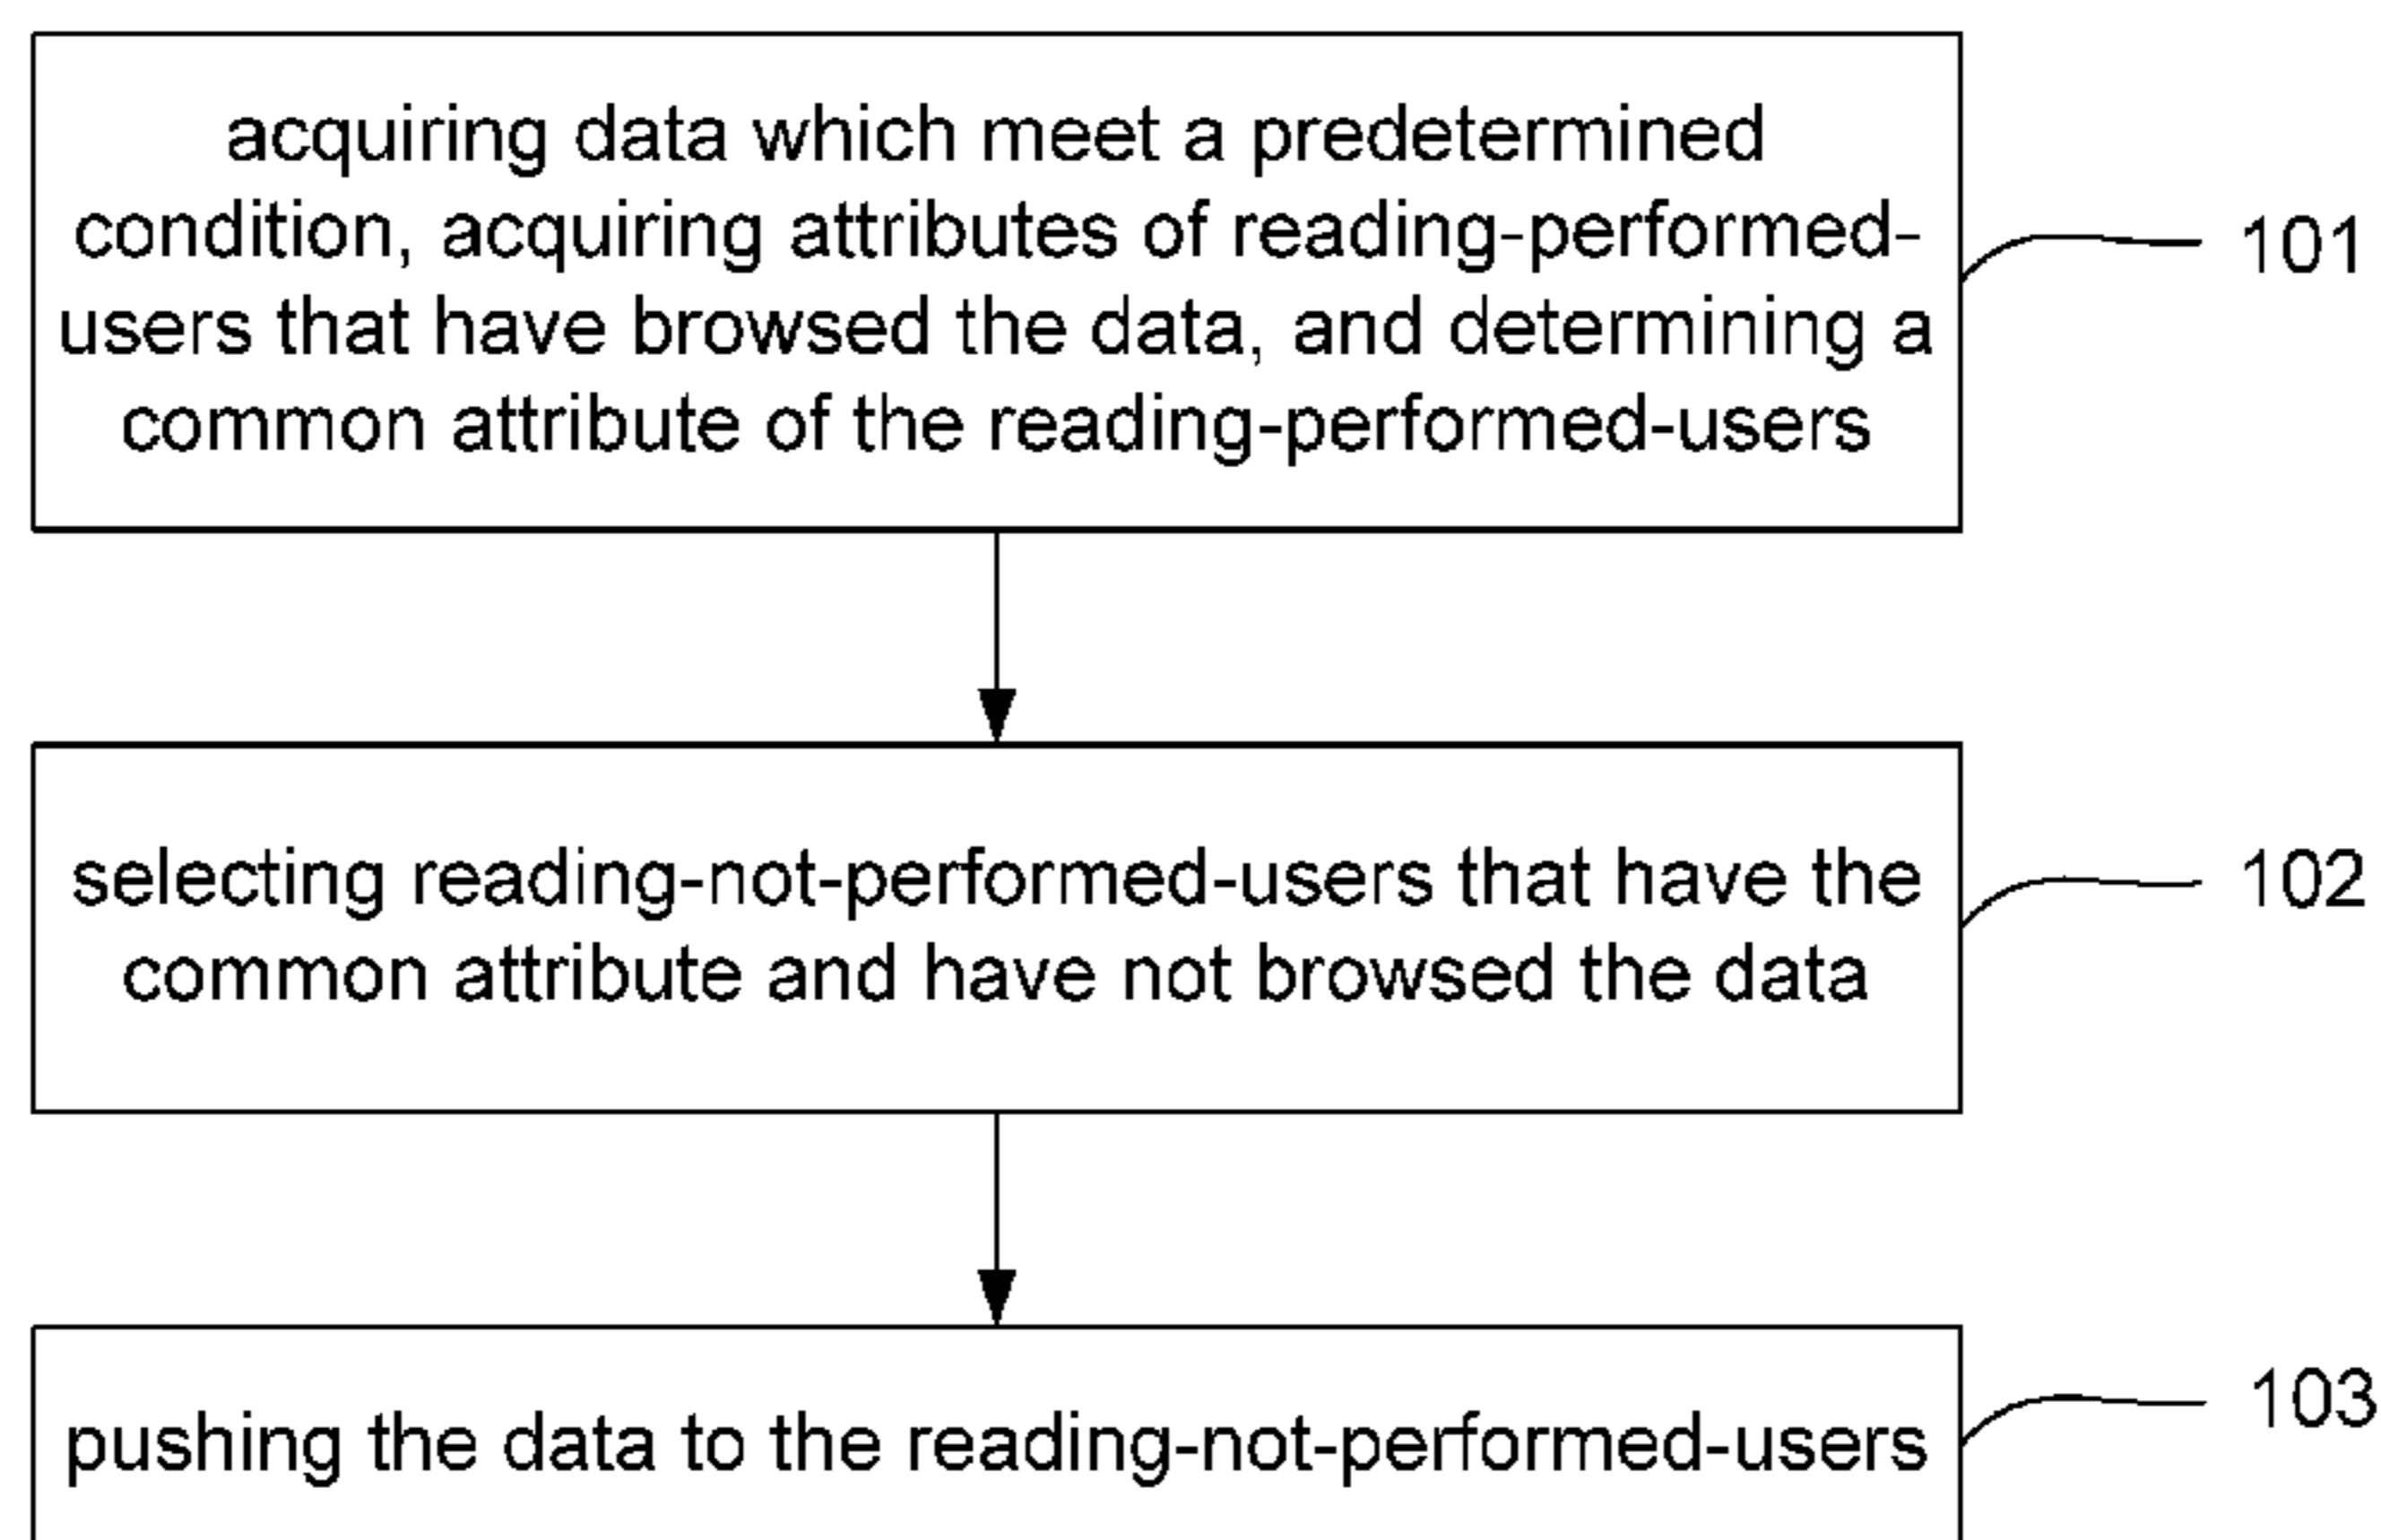 acquiring data which meet a predetermined
condition, acquiring attributes of reading-performed-
users that have browsed the data, and determining a
common attribute of the reading-performed-users
101
selecting reading-not-performed-users that have the
common attribute and have not browsed the data
102
pushing the data to the reading-not-performed-users
103